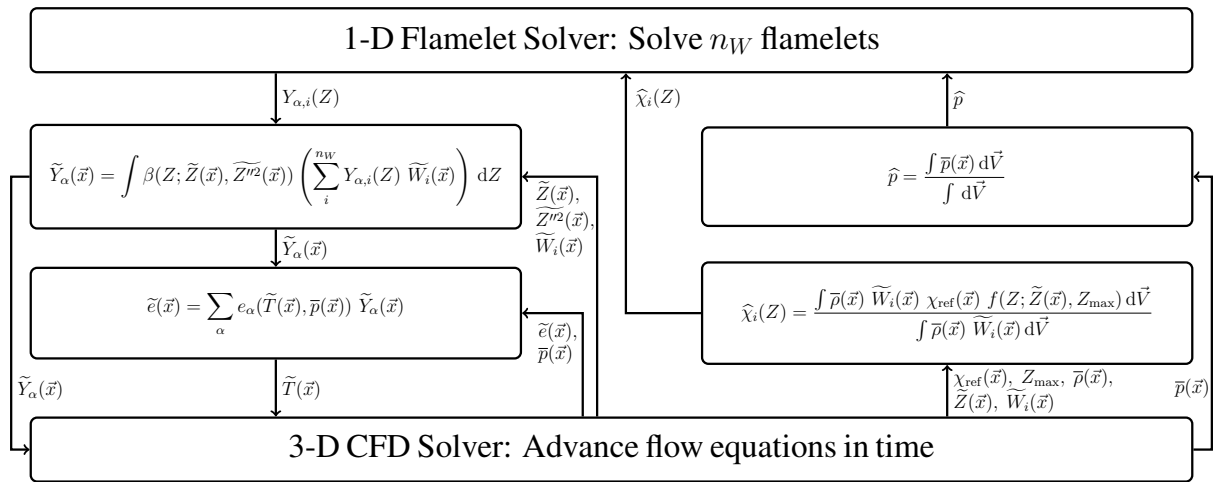 1-D Flamelet Solver: Solve $n_W$ flamelets
$Y_{\alpha,i}(Z)$
$\widehat{\chi}_i(Z)$
$\widehat{p}$
$\widetilde{Y}_\alpha(\vec{x}) = \int \beta(Z; \widetilde{Z}(\vec{x}), \widetilde{Z''^2}(\vec{x})) \left( \sum_i^{n_W} Y_{\alpha,i}(Z) \ \widetilde{W}_i(\vec{x}) \right) \mathrm{d}Z$
$\widehat{p} = \frac{\int \overline{p}(\vec{x}) \, \mathrm{d}\vec{V}}{\int \mathrm{d}\vec{V}}$
$\widetilde{Z}(\vec{x}),$
$\widetilde{Z''^2}(\vec{x}),$
$\widetilde{W}_i(\vec{x})$
$\widetilde{Y}_\alpha(\vec{x})$
$\widetilde{e}(\vec{x}) = \sum_\alpha e_\alpha(\widetilde{T}(\vec{x}), \overline{p}(\vec{x})) \ \widetilde{Y}_\alpha(\vec{x})$
$\widehat{\chi}_i(Z) = \frac{\int \overline{\rho}(\vec{x}) \ \widetilde{W}_i(\vec{x}) \ \chi_{\mathrm{ref}}(\vec{x}) \ f(Z; \widetilde{Z}(\vec{x}), Z_{\max}) \, \mathrm{d}\vec{V}}{\int \overline{\rho}(\vec{x}) \ \widetilde{W}_i(\vec{x}) \, \mathrm{d}\vec{V}}$
$\widetilde{e}(\vec{x}),$
$\overline{p}(\vec{x})$
$\widetilde{Y}_\alpha(\vec{x})$
$\widetilde{T}(\vec{x})$
$\chi_{\mathrm{ref}}(\vec{x}), \ Z_{\max}, \ \overline{\rho}(\vec{x}),$
$\widetilde{Z}(\vec{x}), \ \widetilde{W}_i(\vec{x})$
$\overline{p}(\vec{x})$
3-D CFD Solver: Advance flow equations in time